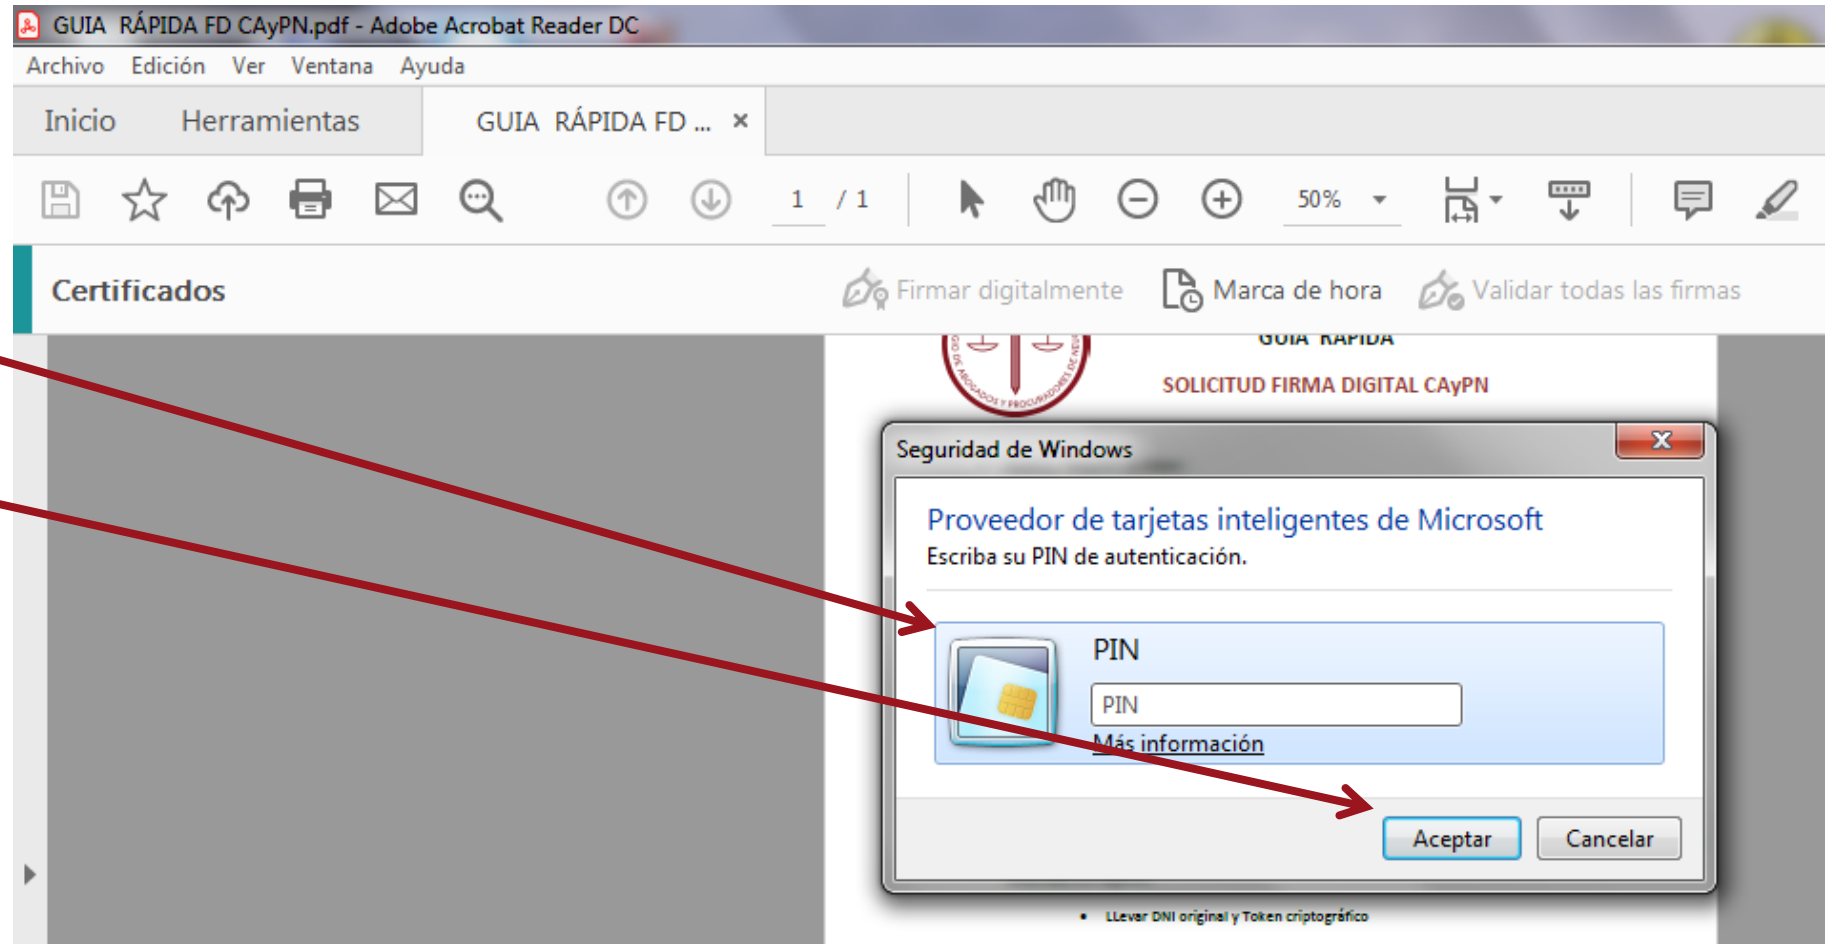 GUIA RÁPIDA FD CAyPN.pdf - Adobe Acrobat Reader DC
Archivo Edición Ver Ventana Ayuda
Inicio Herramientas GUIA RÁPIDA FD ... ×
1 / 1 50%
Certificados Firmar digitalmente Marca de hora Validar todas las firmas
GUIA RAPIDA
SOLICITUD FIRMA DIGITAL CAyPN
Seguridad de Windows
Proveedor de tarjetas inteligentes de Microsoft
Escriba su PIN de autenticación.
PIN
PIN
Más información
Aceptar Cancelar
• LLevar DNI original y Token criptográfico